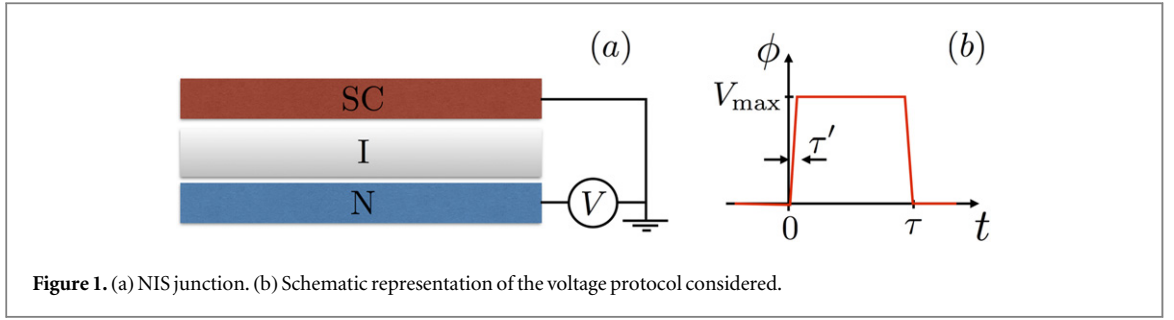 (a)
SC
I
N
V
(b)
ϕ
V_max
τ′
0
τ
t
Figure 1. (a) NIS junction. (b) Schematic representation of the voltage protocol considered.